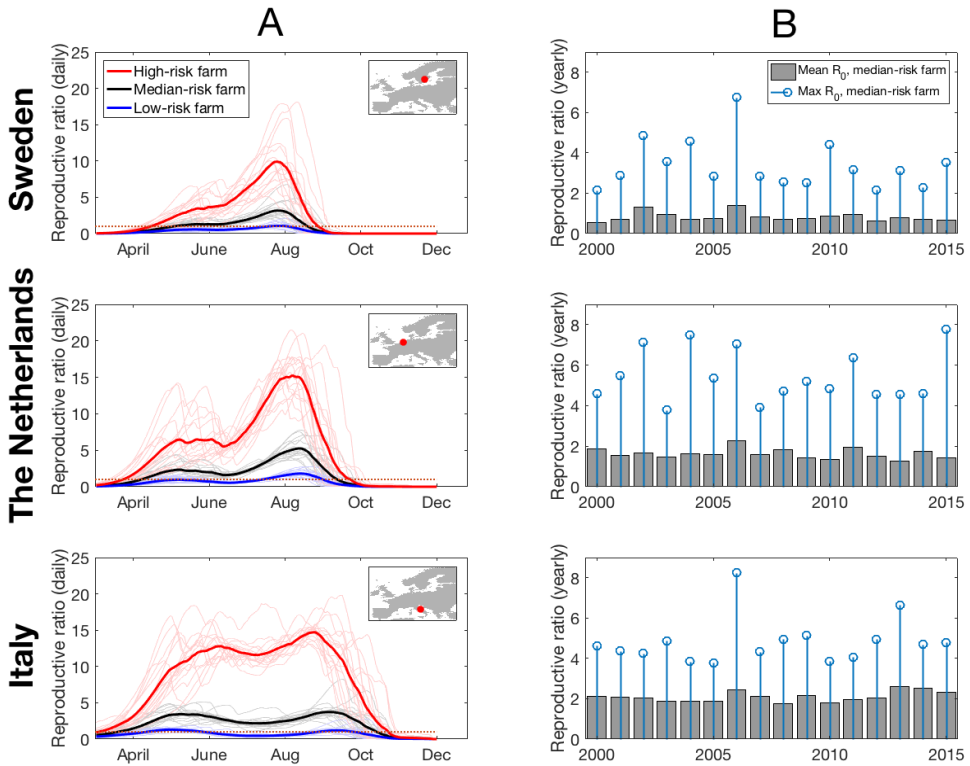 A
B
Sweden
Reproductive ratio (daily)
25
20
15
10
5
0
High-risk farm
Median-risk farm
Low-risk farm
April
June
Aug
Oct
Dec
Reproductive ratio (yearly)
8
6
4
2
0
Mean R0, median-risk farm
Max R0, median-risk farm
2000
2005
2010
2015
The Netherlands
Reproductive ratio (daily)
25
20
15
10
5
0
April
June
Aug
Oct
Dec
Reproductive ratio (yearly)
8
6
4
2
0
2000
2005
2010
2015
Italy
Reproductive ratio (daily)
25
20
15
10
5
0
April
June
Aug
Oct
Dec
Reproductive ratio (yearly)
8
6
4
2
0
2000
2005
2010
2015